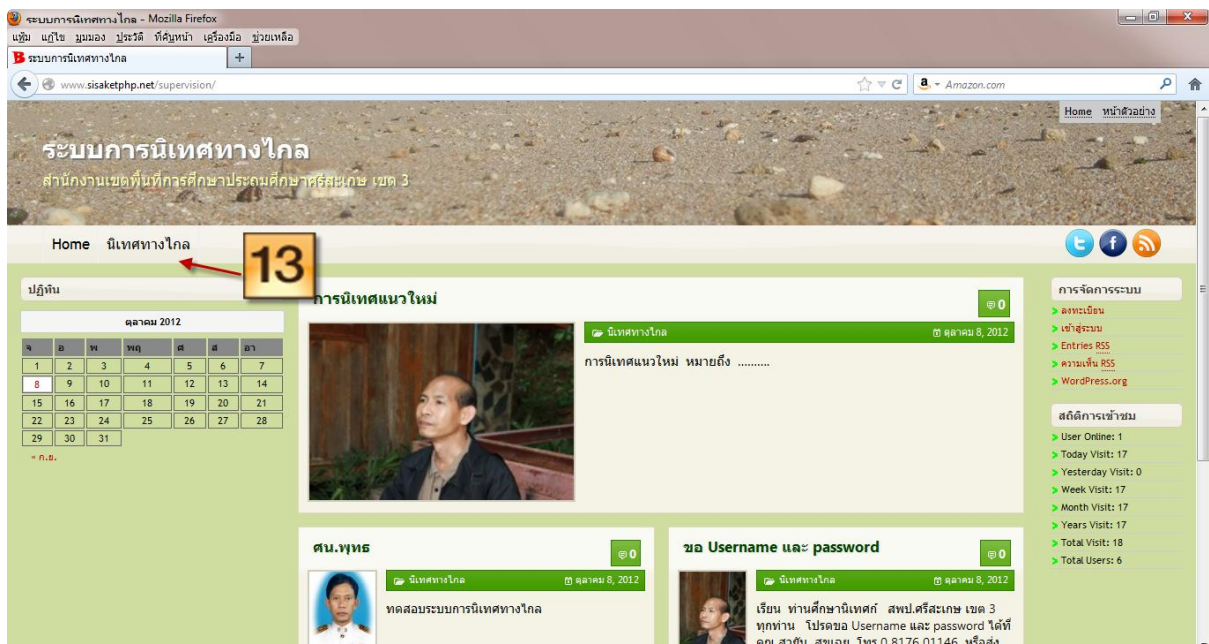 ระบบการนิเทศทางไกล - Mozilla Firefox
แฟ้ม แก้ไข มุมมอง ประวัติ ที่คั่นหน้า เครื่องมือ ช่วยเหลือ
ระบบการนิเทศทางไกล
www.sisaketphp.net/supervision/
Amazon.com
Home หน้าตัวอย่าง
ระบบการนิเทศทางไกล
สำนักงานเขตพื้นที่การศึกษาประถมศึกษาศรีสะเกษ เขต 3
Home นิเทศทางไกล
13
ปฏิทิน
ตุลาคม 2012
จ อ พ พฤ ศ ส อา
1 2 3 4 5 6 7
8 9 10 11 12 13 14
15 16 17 18 19 20 21
22 23 24 25 26 27 28
29 30 31
« ก.ย.
การนิเทศแนวใหม่
0
นิเทศทางไกล ตุลาคม 8, 2012
การนิเทศแนวใหม่ หมายถึง ..........
ศน.พุทธ
0
นิเทศทางไกล ตุลาคม 8, 2012
ทดสอบระบบการนิเทศทางไกล
ขอ Username และ password
0
นิเทศทางไกล ตุลาคม 8, 2012
เรียน ท่านศึกษานิเทศก์ สพป.ศรีสะเกษ เขต 3
ทุกท่าน โปรดขอ Username และ password ได้ที่
คุณ สายัน สุขเฉย โทร 0 8176 01146 หรือส่ง
การจัดการระบบ
ลงทะเบียน
เข้าสู่ระบบ
Entries RSS
ความเห็น RSS
WordPress.org
สถิติการเข้าชม
User Online: 1
Today Visit: 17
Yesterday Visit: 0
Week Visit: 17
Month Visit: 17
Years Visit: 17
Total Visit: 18
Total Users: 6